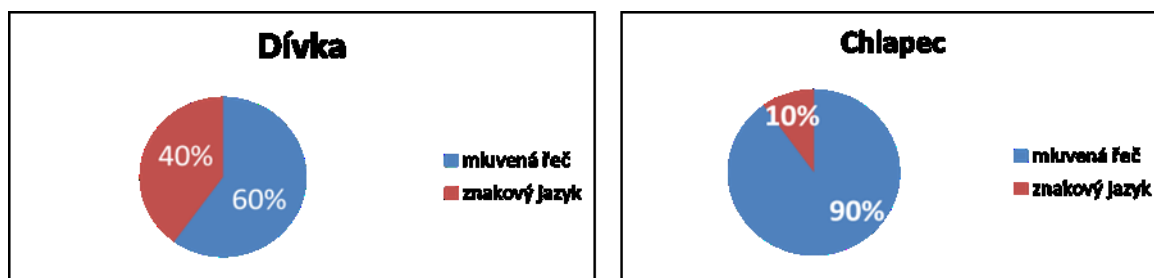 Dívka
40%
60%
mluvená řeč
znakový jazyk
Chlapec
10%
90%
mluvená řeč
znakový jazyk